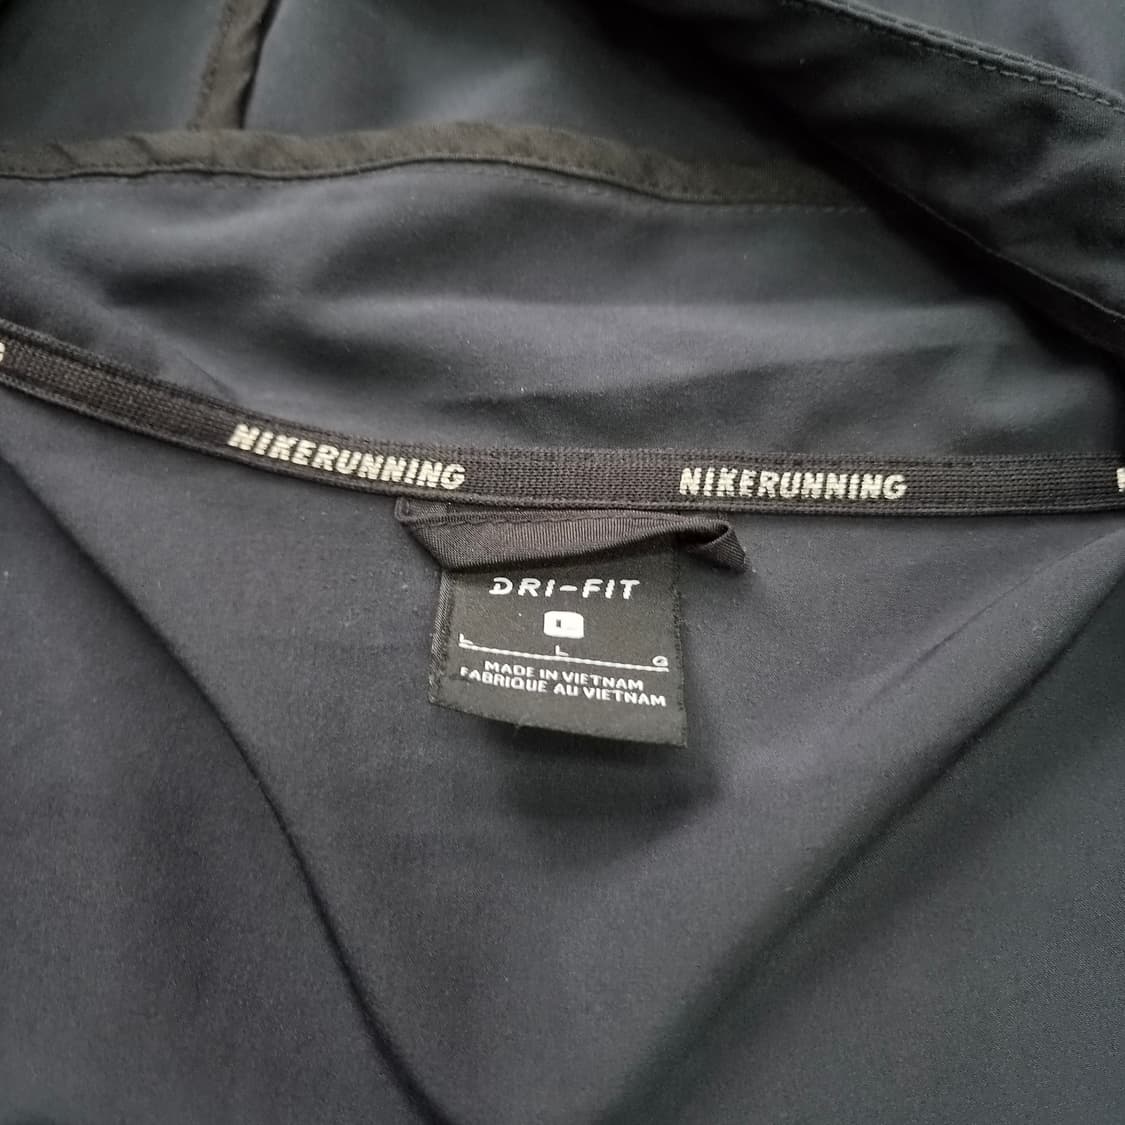 NIKERUNNING NIKERUNNING
DRI-FIT
L
L L G
MADE IN VIETNAM
FABRIQUE AU VIETNAM